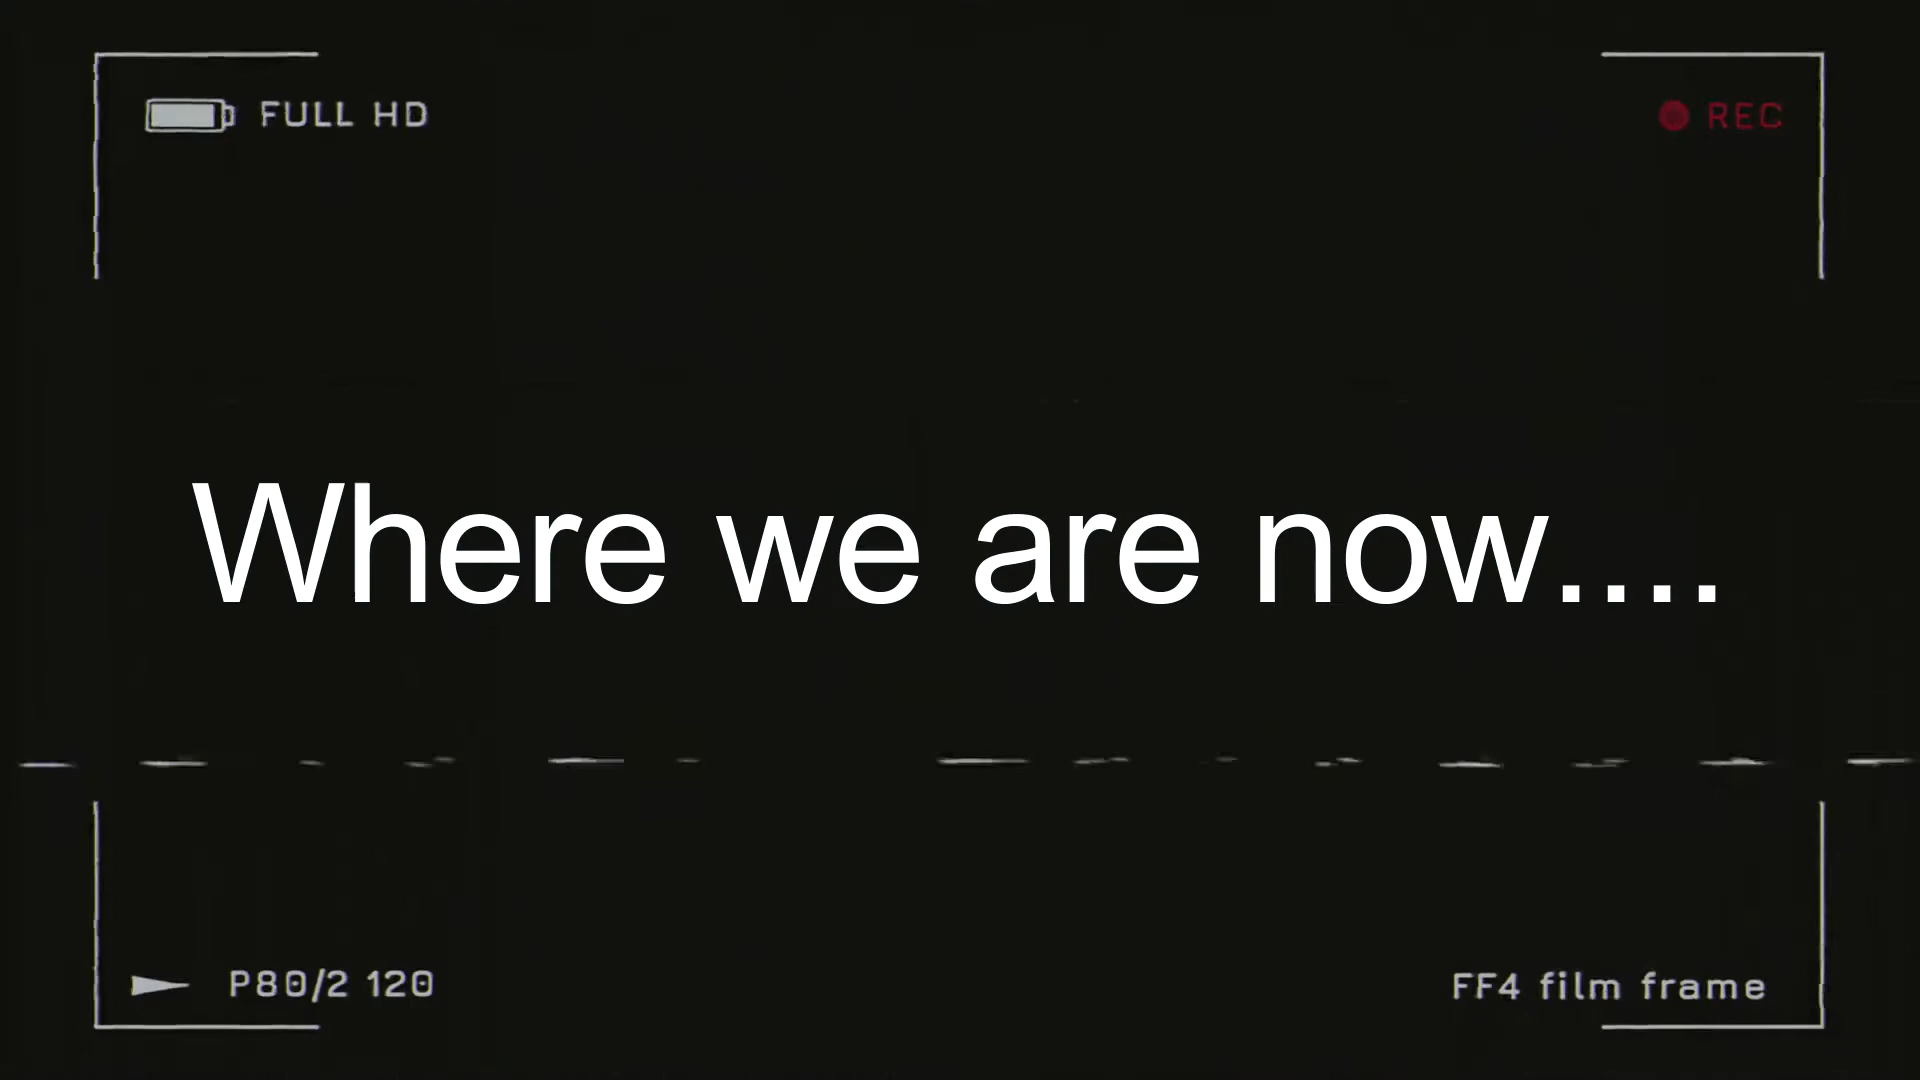 FULL HD
REC
Where we are now....
P80/2 120
FF4 film frame